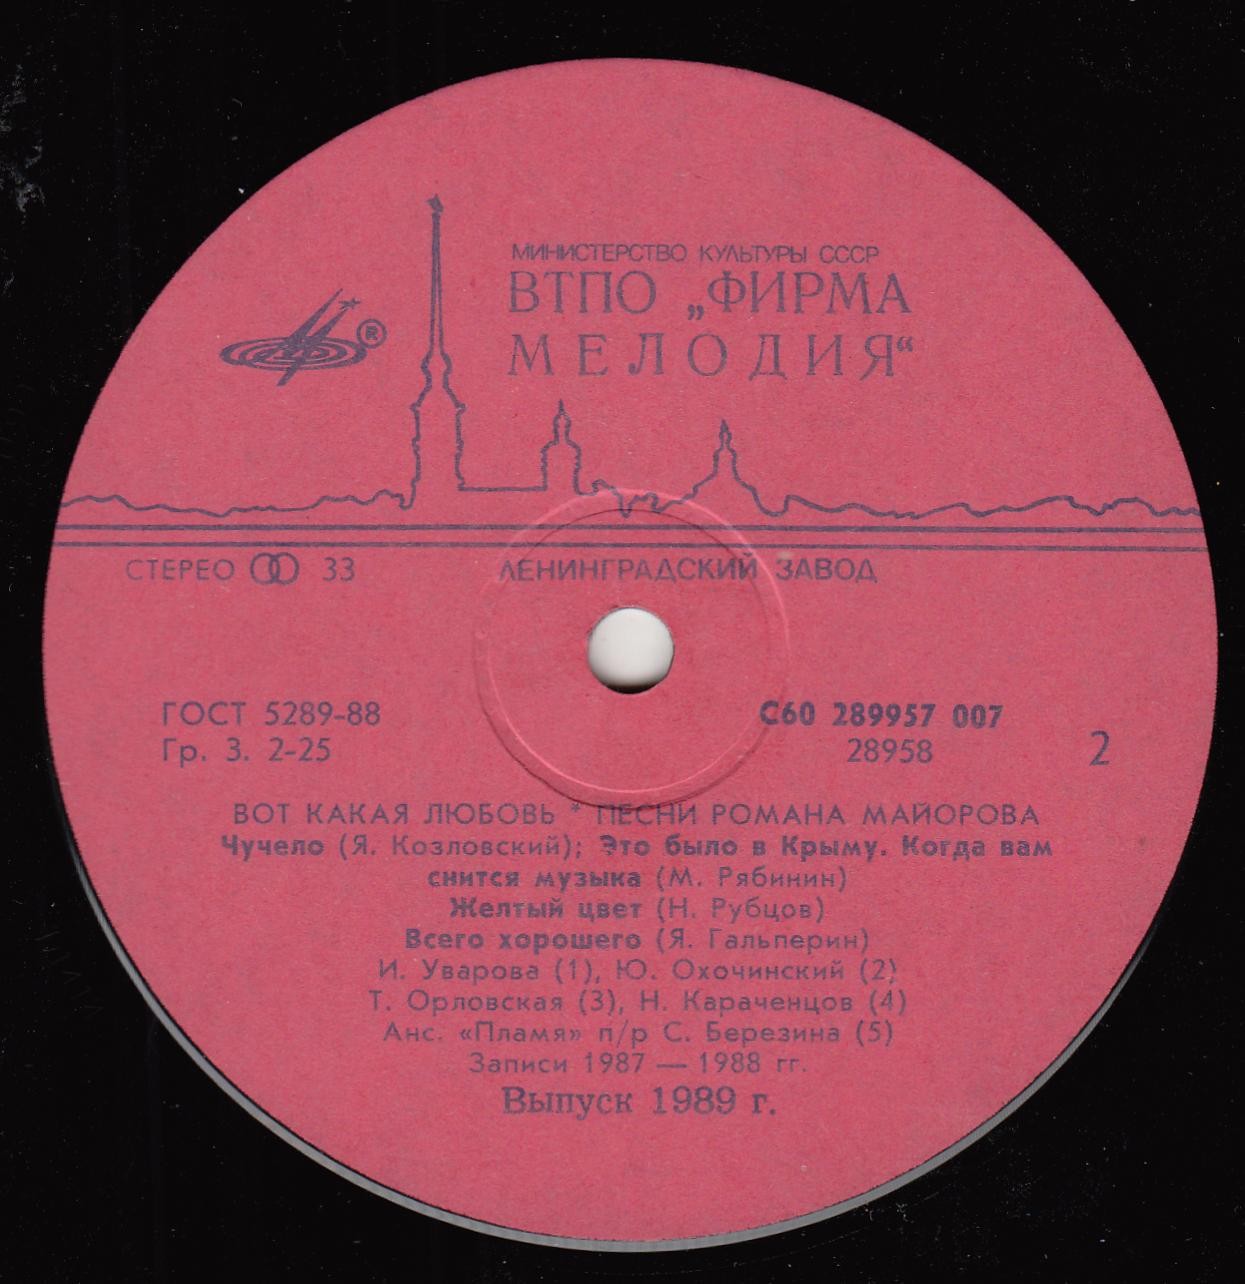 МИНИСТЕРСТВО КУЛЬТУРЫ СССР
ВТПО „ФИРМА
МЕЛОДИЯ“
®
СТЕРЕО 33
ЛЕНИНГРАДСКИЙ ЗАВОД
ГОСТ 5289-88
Гр. 3. 2-25
С60 289957 007
28958
2
ВОТ КАКАЯ ЛЮБОВЬ * ПЕСНИ РОМАНА МАЙОРОВА
Чучело (Я. Козловский); Это было в Крыму. Когда вам
снится музыка (М. Рябинин)
Желтый цвет (Н. Рубцов)
Всего хорошего (Я. Гальперин)
И. Уварова (1), Ю. Охочинский (2)
Т. Орловская (3), Н. Караченцов (4)
Анс. «Пламя» п/р С. Березина (5)
Записи 1987 — 1988 гг.
Выпуск 1989 г.